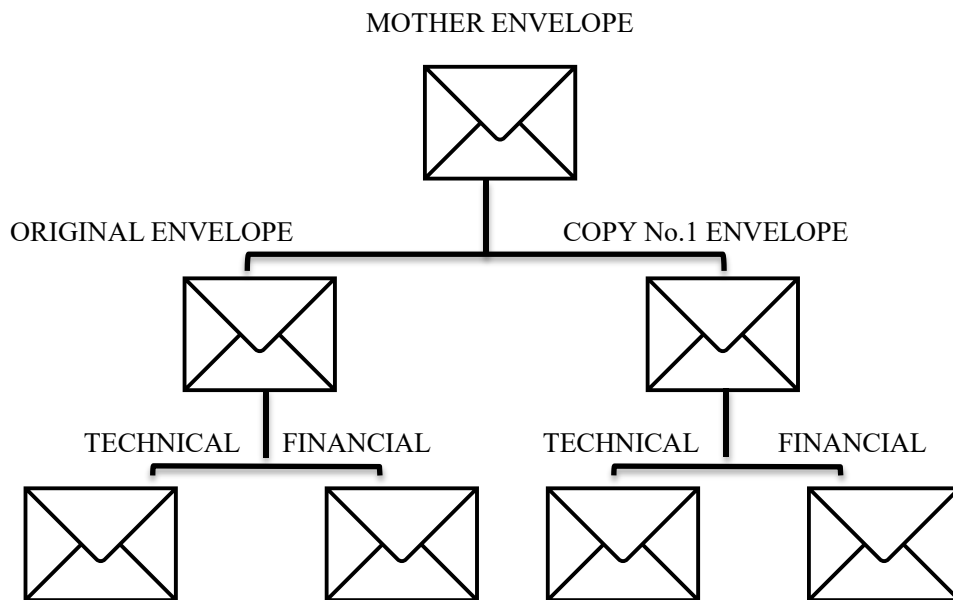 MOTHER ENVELOPE
ORIGINAL ENVELOPE
COPY No.1 ENVELOPE
TECHNICAL
FINANCIAL
TECHNICAL
FINANCIAL